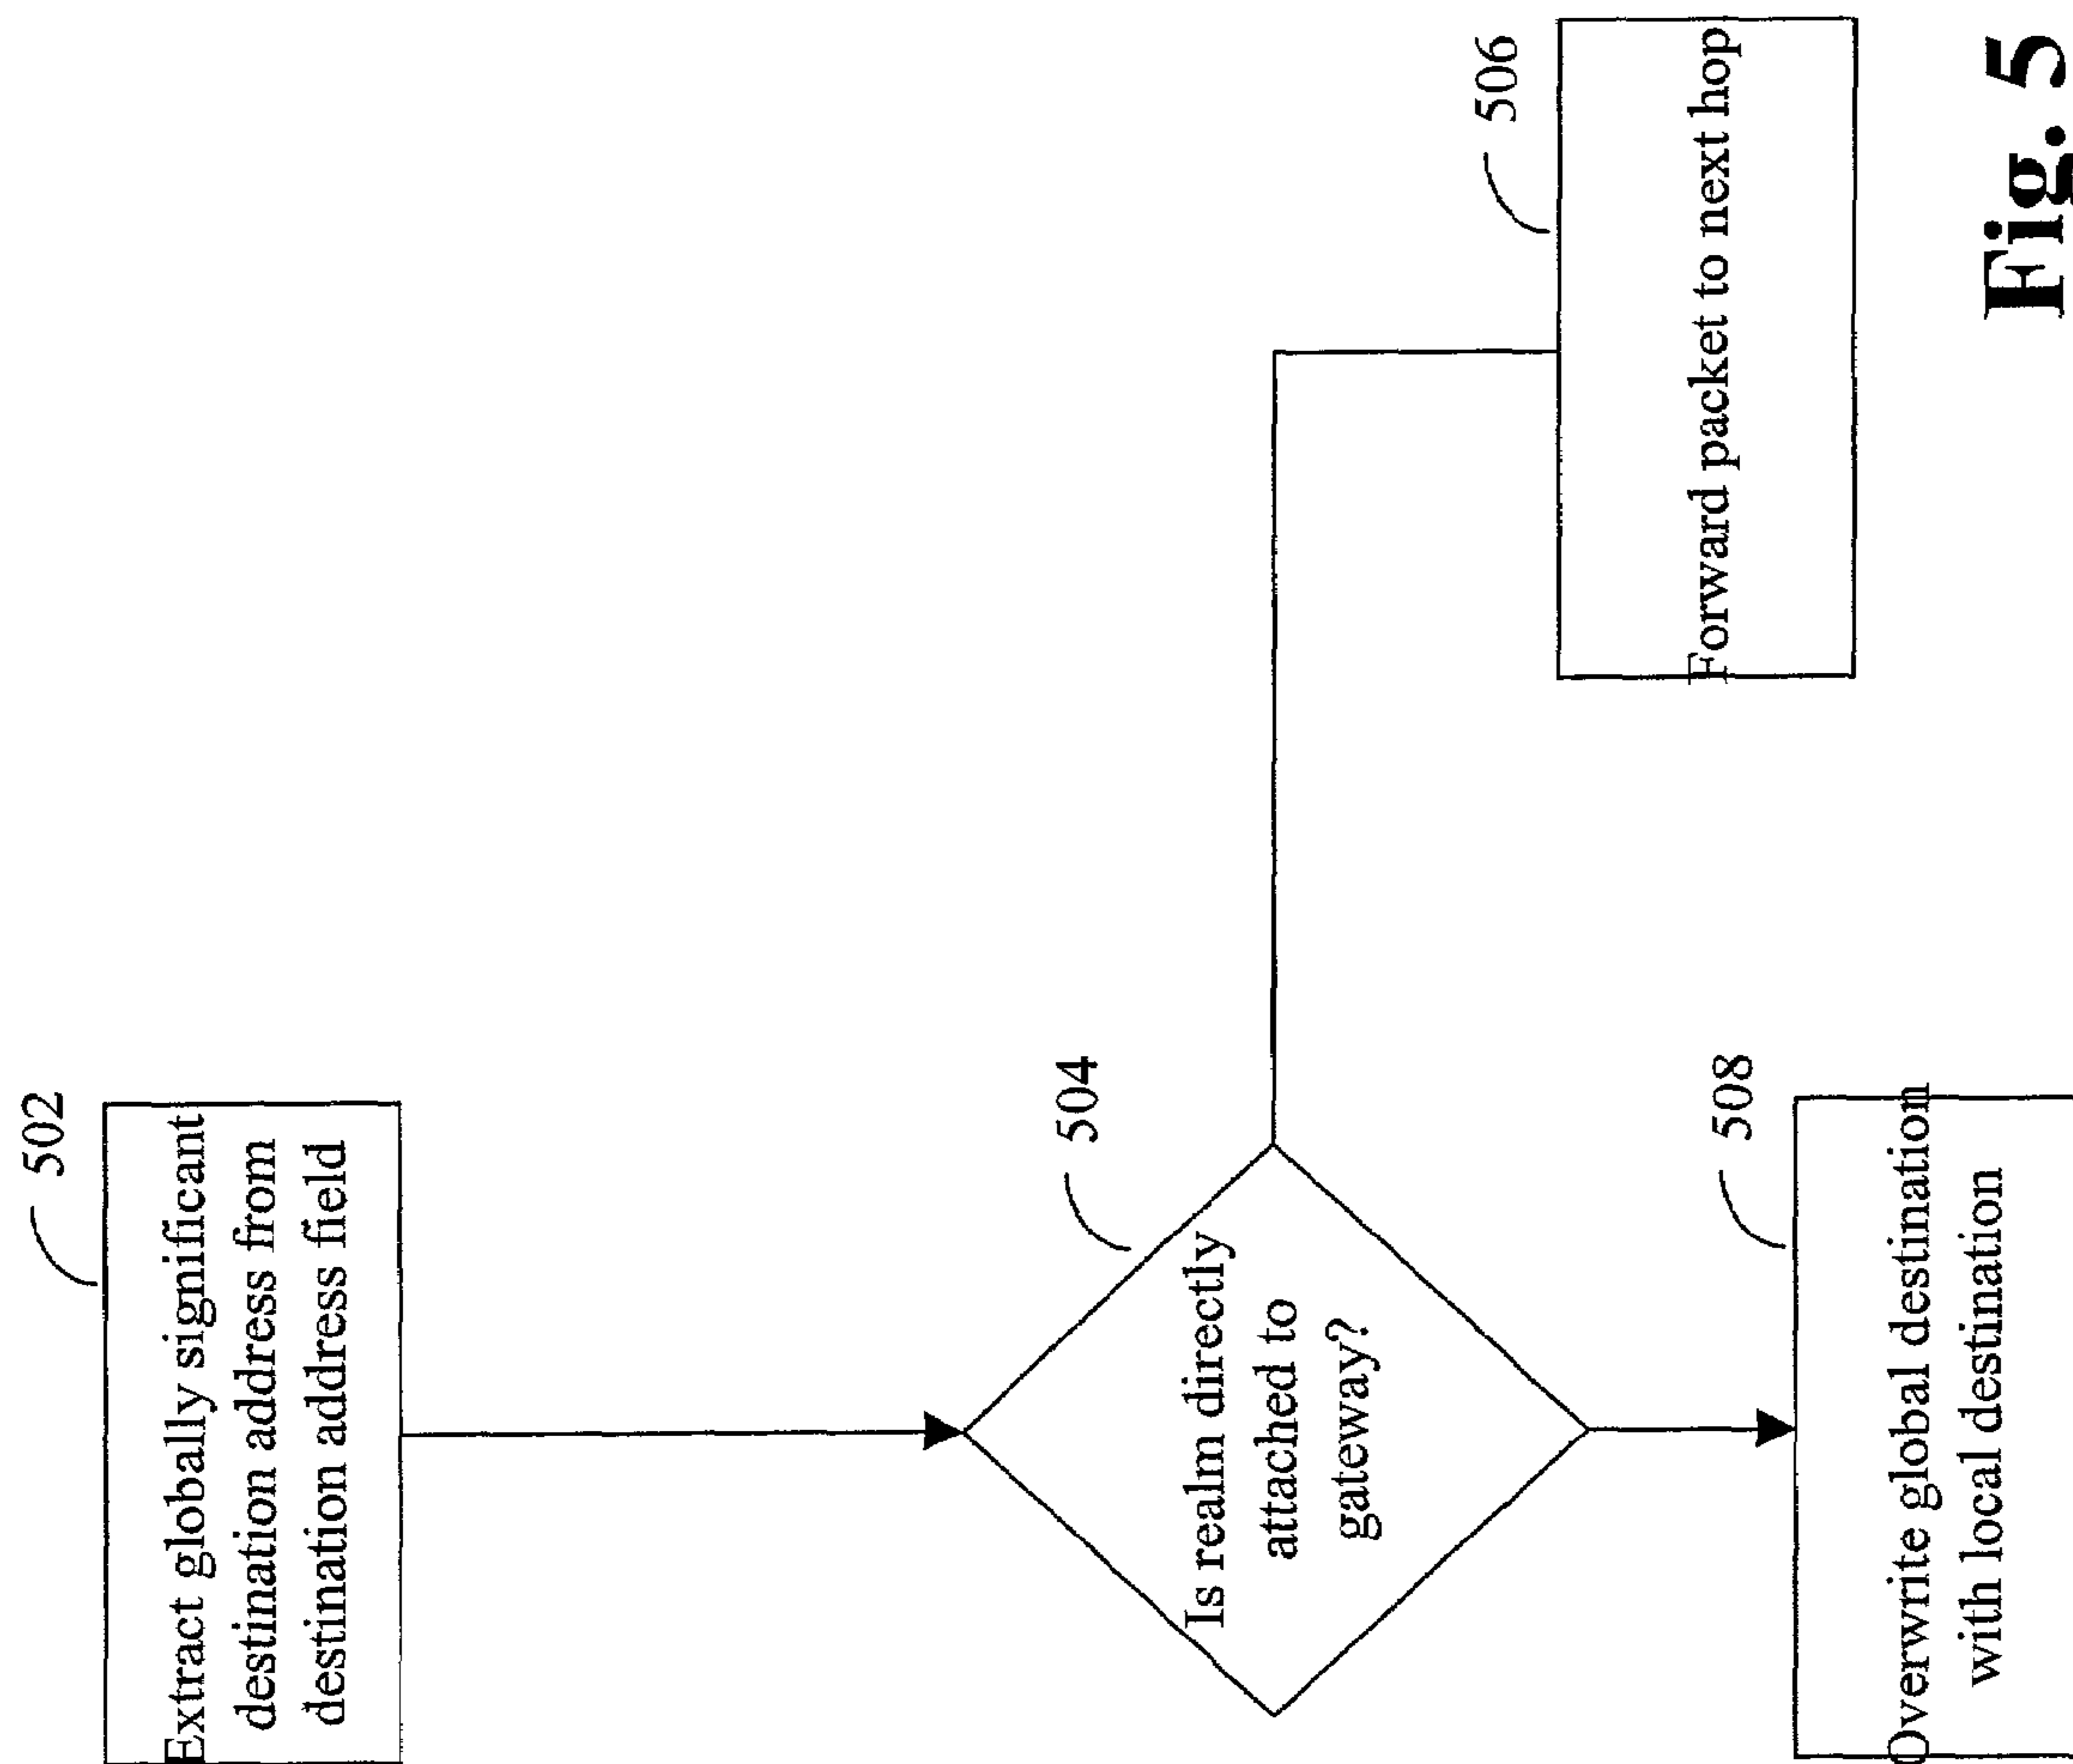 502
Extract globally significant
destination address from
destination address field
504
Is realm directly
attached to
gateway?
506
Forward packet to next hop
508
Overwrite global destination
with local destination
Fig. 5